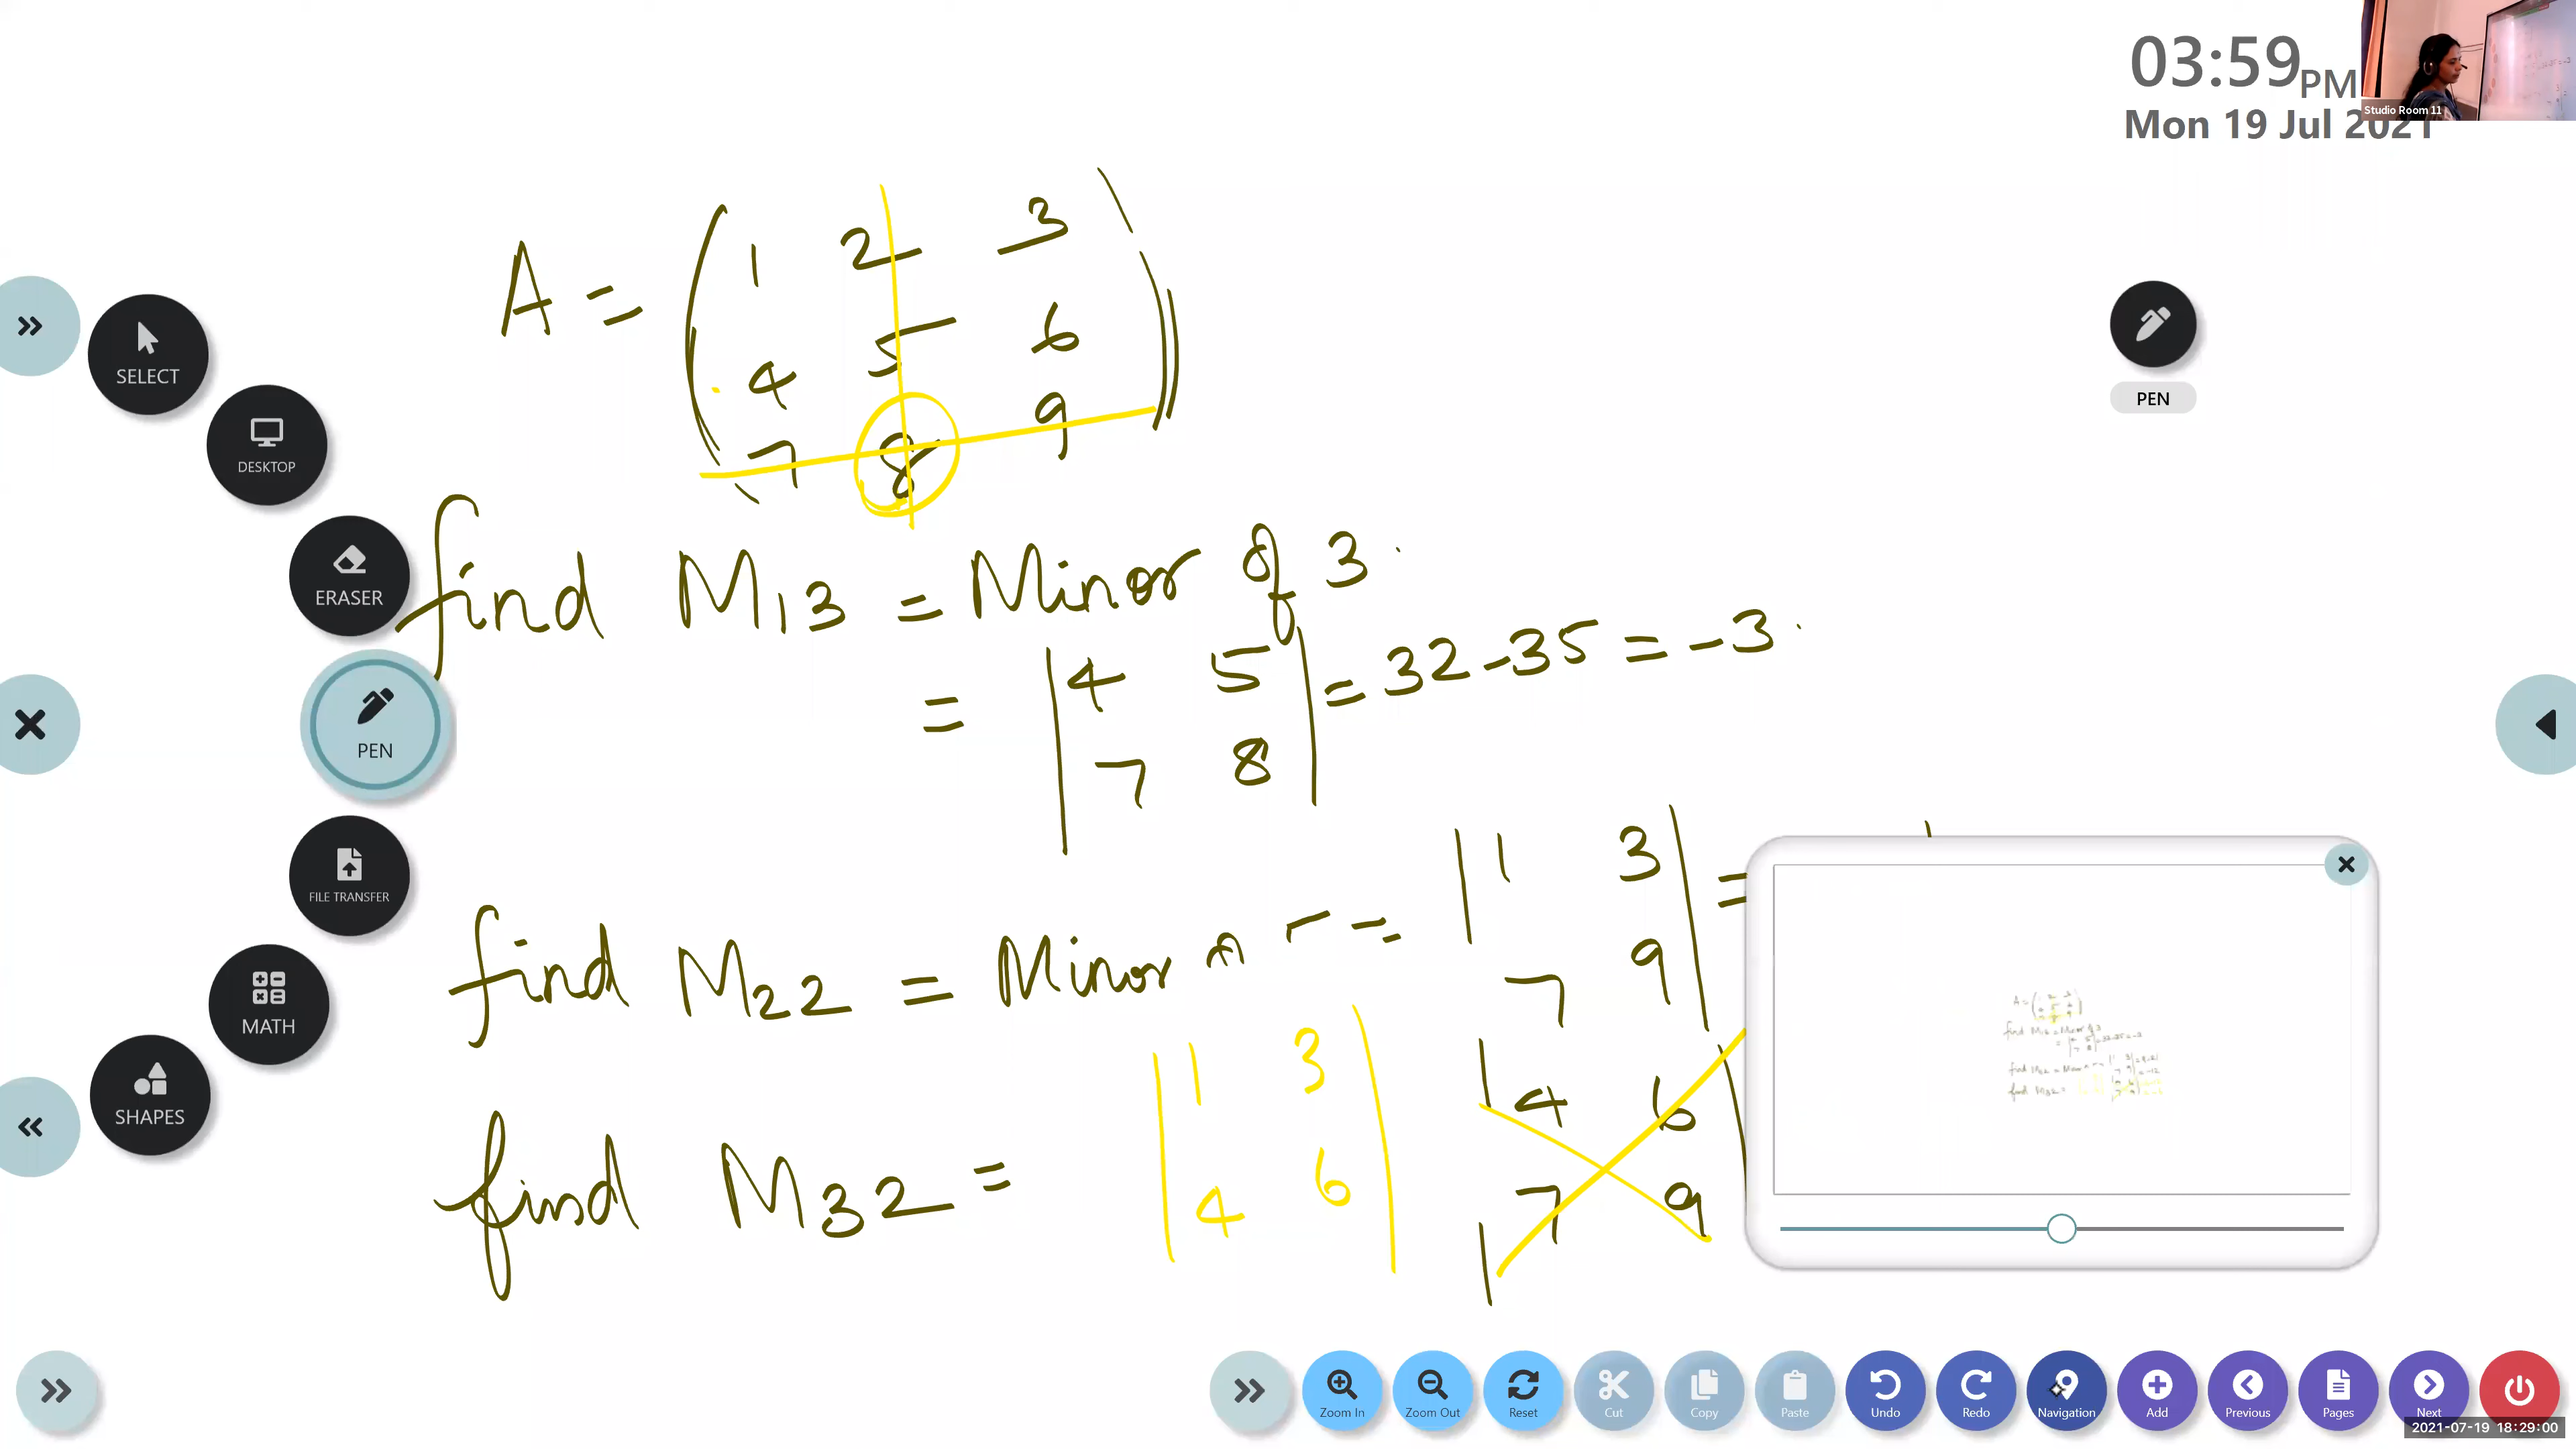 03:59 PM
Mon 19 Jul 2021
Studio Room 11
A = ( 1 2 3
4 5 6
7 8 9 )
find M13 = Minor of 3.
= | 4 5 | = 32 - 35 = -3.
7 8
find M22 = Minor = | 1 3 | =
7 9
find M32 = | 1 3 | | 4 6 |
4 6 7 9
SELECT
DESKTOP
ERASER
PEN
FILE TRANSFER
MATH
SHAPES
PEN
Zoom In
Zoom Out
Reset
Cut
Copy
Paste
Undo
Redo
Navigation
Add
Previous
Pages
Next
2021-07-19 18:29:00